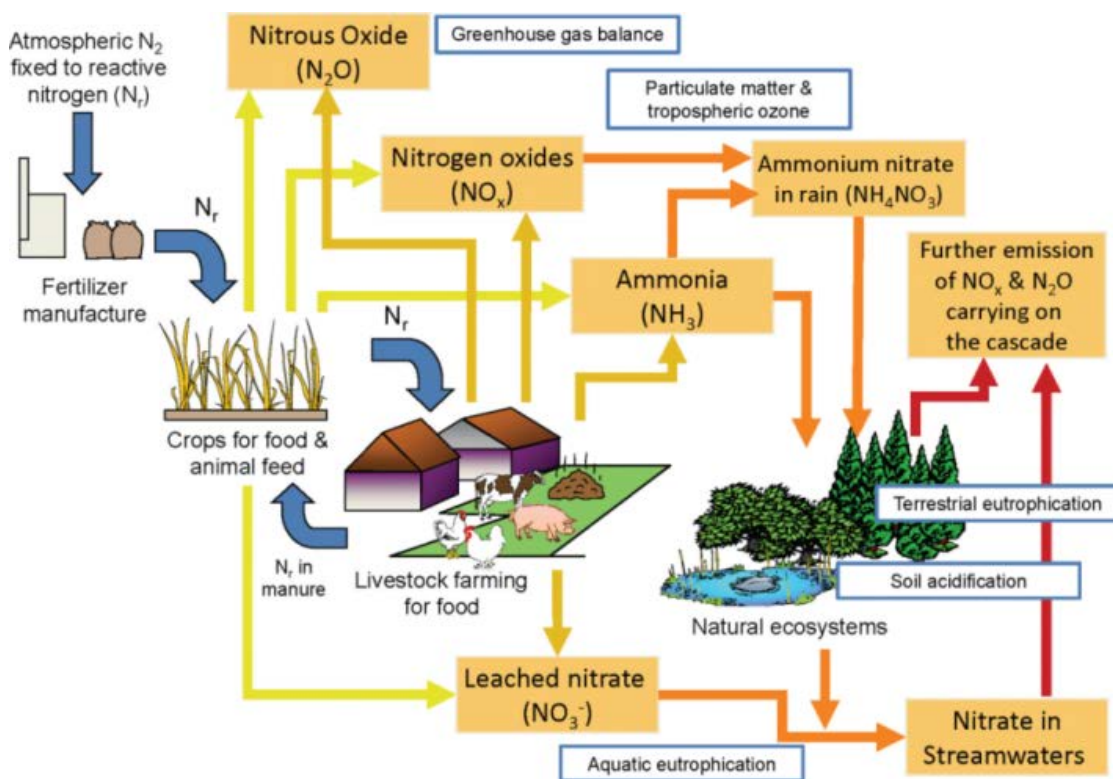 Atmospheric N₂
fixed to reactive
nitrogen (Nᵣ)
Nitrous Oxide
(N₂O)
Greenhouse gas balance
Particulate matter &
tropospheric ozone
Nitrogen oxides
(NOₓ)
Ammonium nitrate
in rain (NH₄NO₃)
Nᵣ
Fertilizer
manufacture
Ammonia
(NH₃)
Further emission
of NOₓ & N₂O
carrying on
the cascade
Nᵣ
Crops for food &
animal feed
Nᵣ in
manure
Livestock farming
for food
Terrestrial eutrophication
Soil acidification
Natural ecosystems
Leached nitrate
(NO₃⁻)
Aquatic eutrophication
Nitrate in
Streamwaters